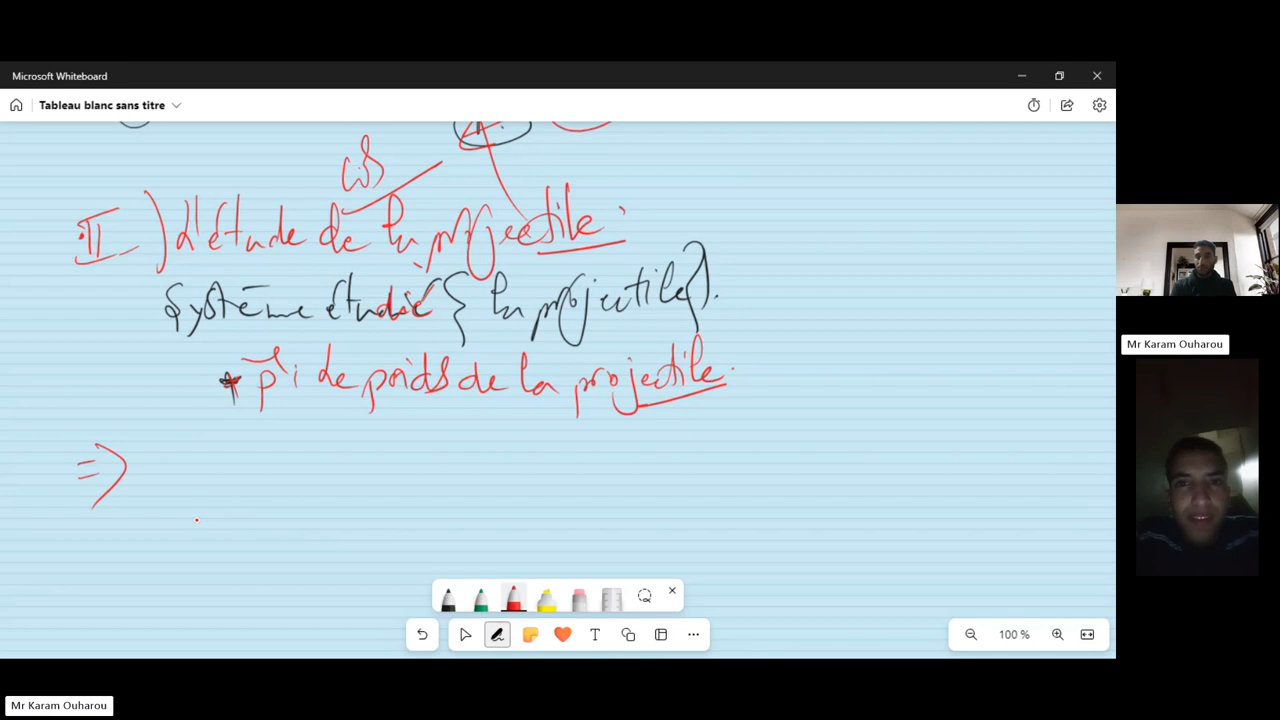 Microsoft Whiteboard
Tableau blanc sans titre
II) L'étude de la projectile.
Système étudié { la projectile}.
* P : le poids de la projectile.
=>
100 %
Mr Karam Ouharou
Mr Karam Ouharou